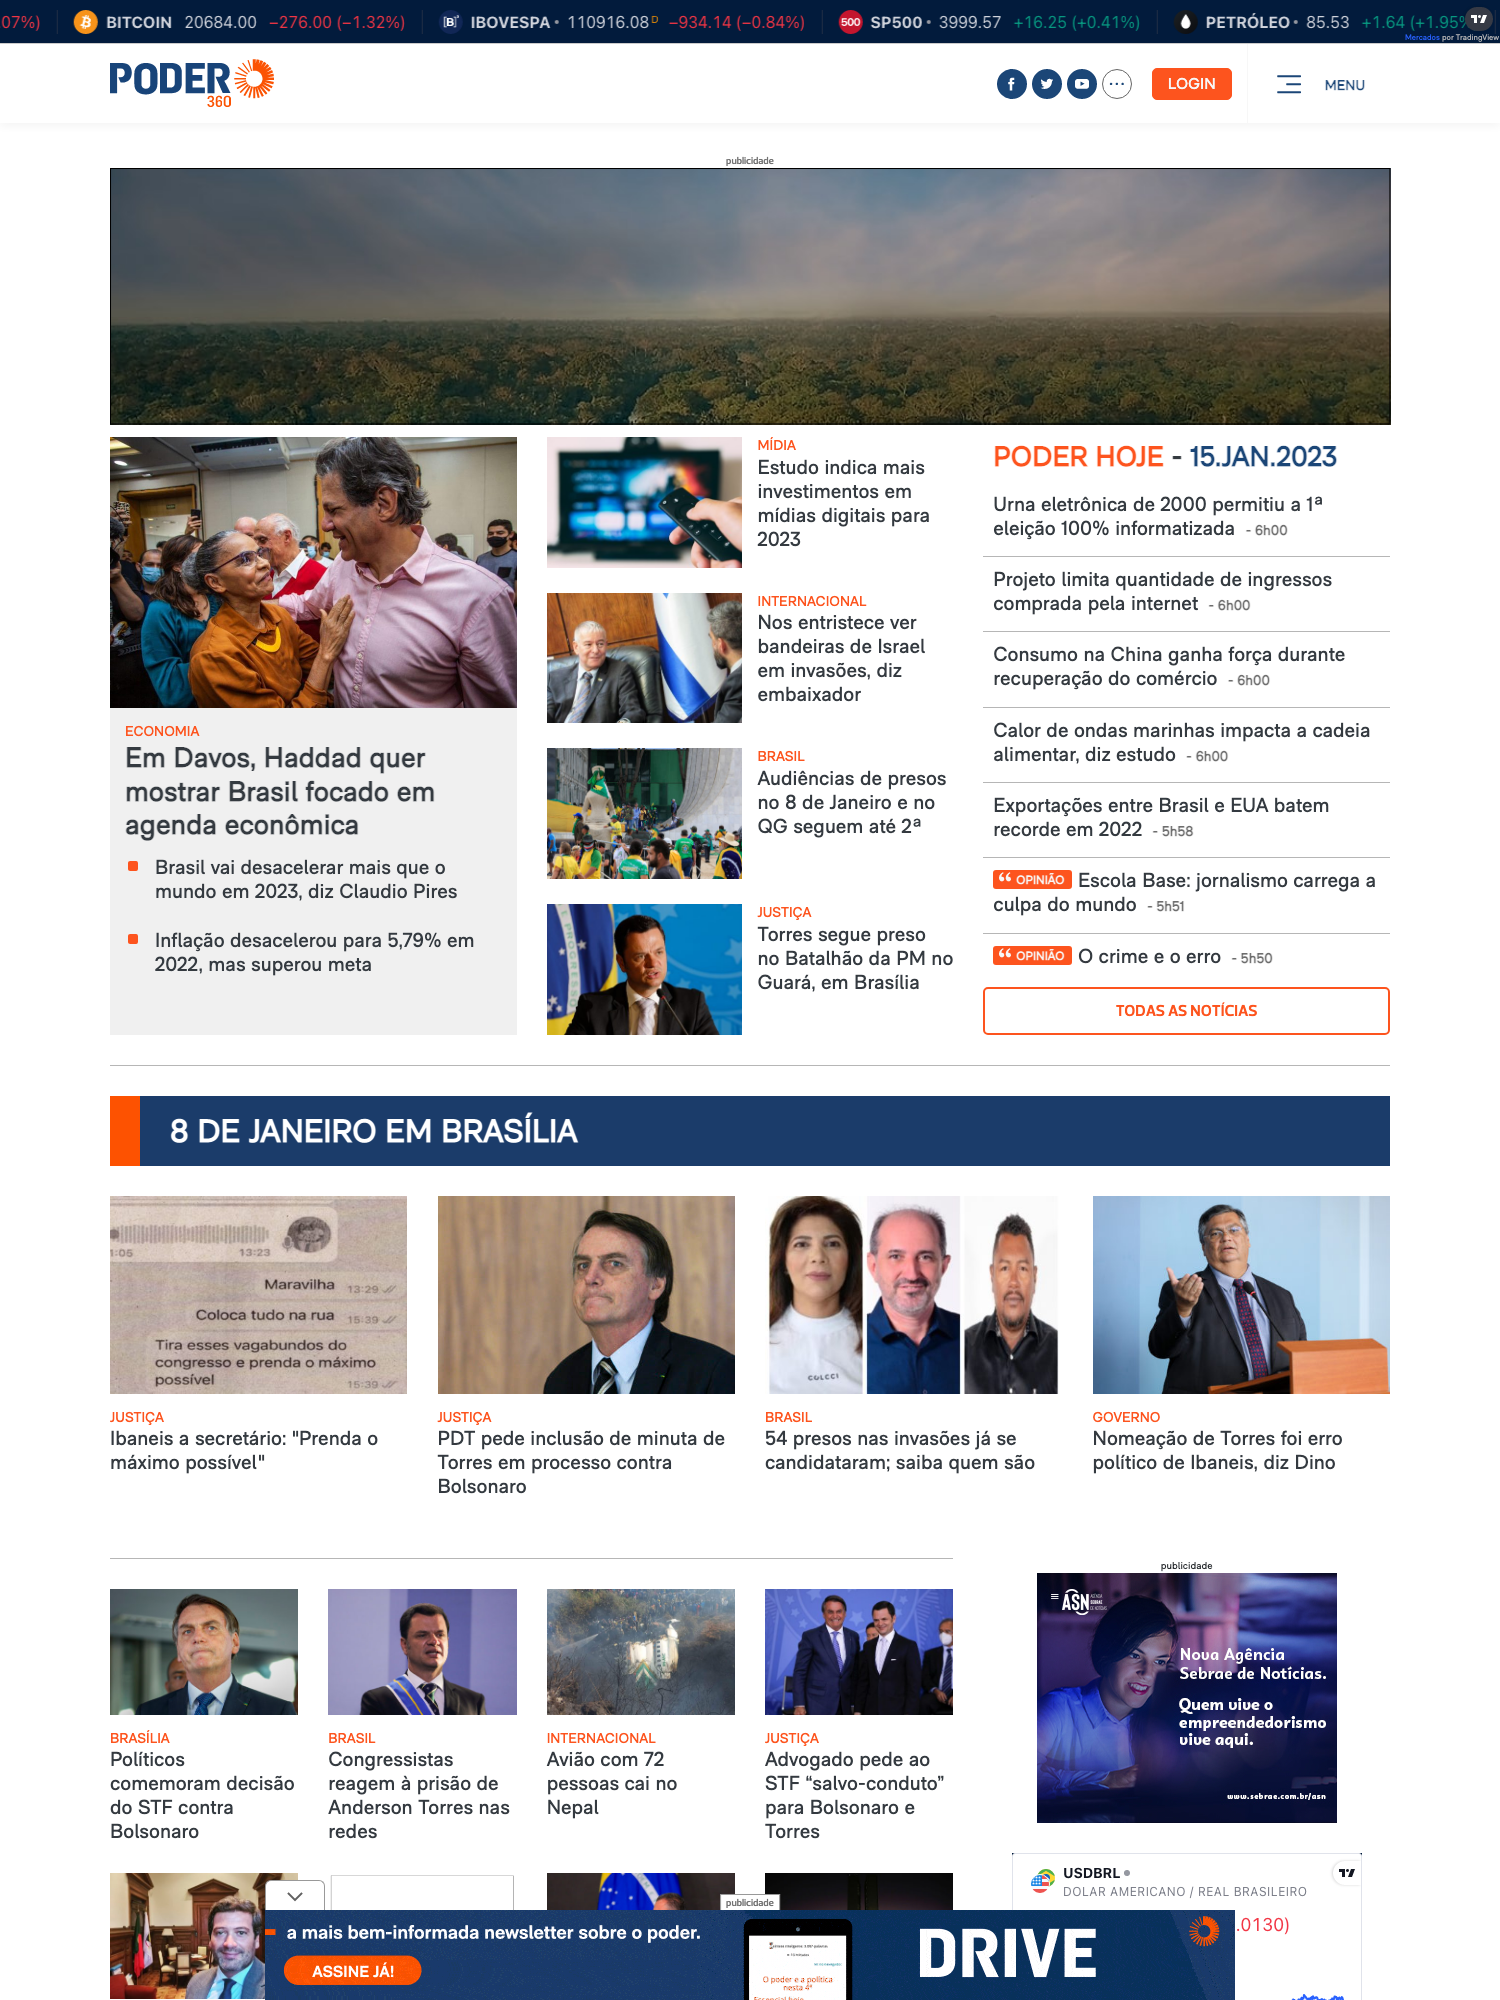 07%)
BITCOIN 20684.00 −276.00 (−1.32%)
IBOVESPA 110916.08 D −934.14 (−0.84%)
500 SP500 3999.57 +16.25 (+0.41%)
PETRÓLEO 85.53 +1.64 (+1.95%
Mercados por TradingView
PODER
360
LOGIN
MENU
publicidade
ECONOMIA
Em Davos, Haddad quer
mostrar Brasil focado em
agenda econômica
Brasil vai desacelerar mais que o
mundo em 2023, diz Claudio Pires
Inflação desacelerou para 5,79% em
2022, mas superou meta
MÍDIA
Estudo indica mais
investimentos em
mídias digitais para
2023
INTERNACIONAL
Nos entristece ver
bandeiras de Israel
em invasões, diz
embaixador
BRASIL
Audiências de presos
no 8 de Janeiro e no
QG seguem até 2ª
JUSTIÇA
Torres segue preso
no Batalhão da PM no
Guará, em Brasília
PODER HOJE - 15.JAN.2023
Urna eletrônica de 2000 permitiu a 1ª
eleição 100% informatizada - 6h00
Projeto limita quantidade de ingressos
comprada pela internet - 6h00
Consumo na China ganha força durante
recuperação do comércio - 6h00
Calor de ondas marinhas impacta a cadeia
alimentar, diz estudo - 6h00
Exportações entre Brasil e EUA batem
recorde em 2022 - 5h58
OPINIÃO Escola Base: jornalismo carrega a
culpa do mundo - 5h51
OPINIÃO O crime e o erro - 5h50
TODAS AS NOTÍCIAS
8 DE JANEIRO EM BRASÍLIA
1:05 13:23
Maravilha 13:29
Coloca tudo na rua 15:39
Tira esses vagabundos do
congresso e prenda o máximo
possível 15:39
COLCCI
JUSTIÇA
Ibaneis a secretário: "Prenda o
máximo possível"
JUSTIÇA
PDT pede inclusão de minuta de
Torres em processo contra
Bolsonaro
BRASIL
54 presos nas invasões já se
candidataram; saiba quem são
GOVERNO
Nomeação de Torres foi erro
político de Ibaneis, diz Dino
BRASÍLIA
Políticos
comemoram decisão
do STF contra
Bolsonaro
BRASIL
Congressistas
reagem à prisão de
Anderson Torres nas
redes
INTERNACIONAL
Avião com 72
pessoas cai no
Nepal
JUSTIÇA
Advogado pede ao
STF “salvo-conduto”
para Bolsonaro e
Torres
publicidade
ASN
Nova Agência
Sebrae de Notícias.
Quem vive o
empreendedorismo
vive aqui.
www.sebrae.com.br/asn
USDBRL
DOLAR AMERICANO / REAL BRASILEIRO
.0130)
publicidade
a mais bem-informada newsletter sobre o poder.
ASSINE JÁ!
O poder e a política
nesta 4ª
DRIVE